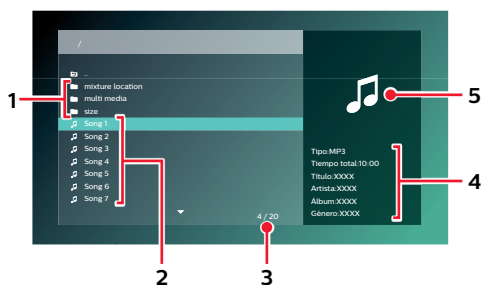 /
..
mixture location
multi media
size
Song 1
Song 2
Song 3
Song 4
Song 5
Song 6
Song 7
4 / 20
Tipo:MP3
Tiempo total:10:00
Título:XXXX
Artista:XXXX
Álbum:XXXX
Género:XXXX
1
2
3
4
5